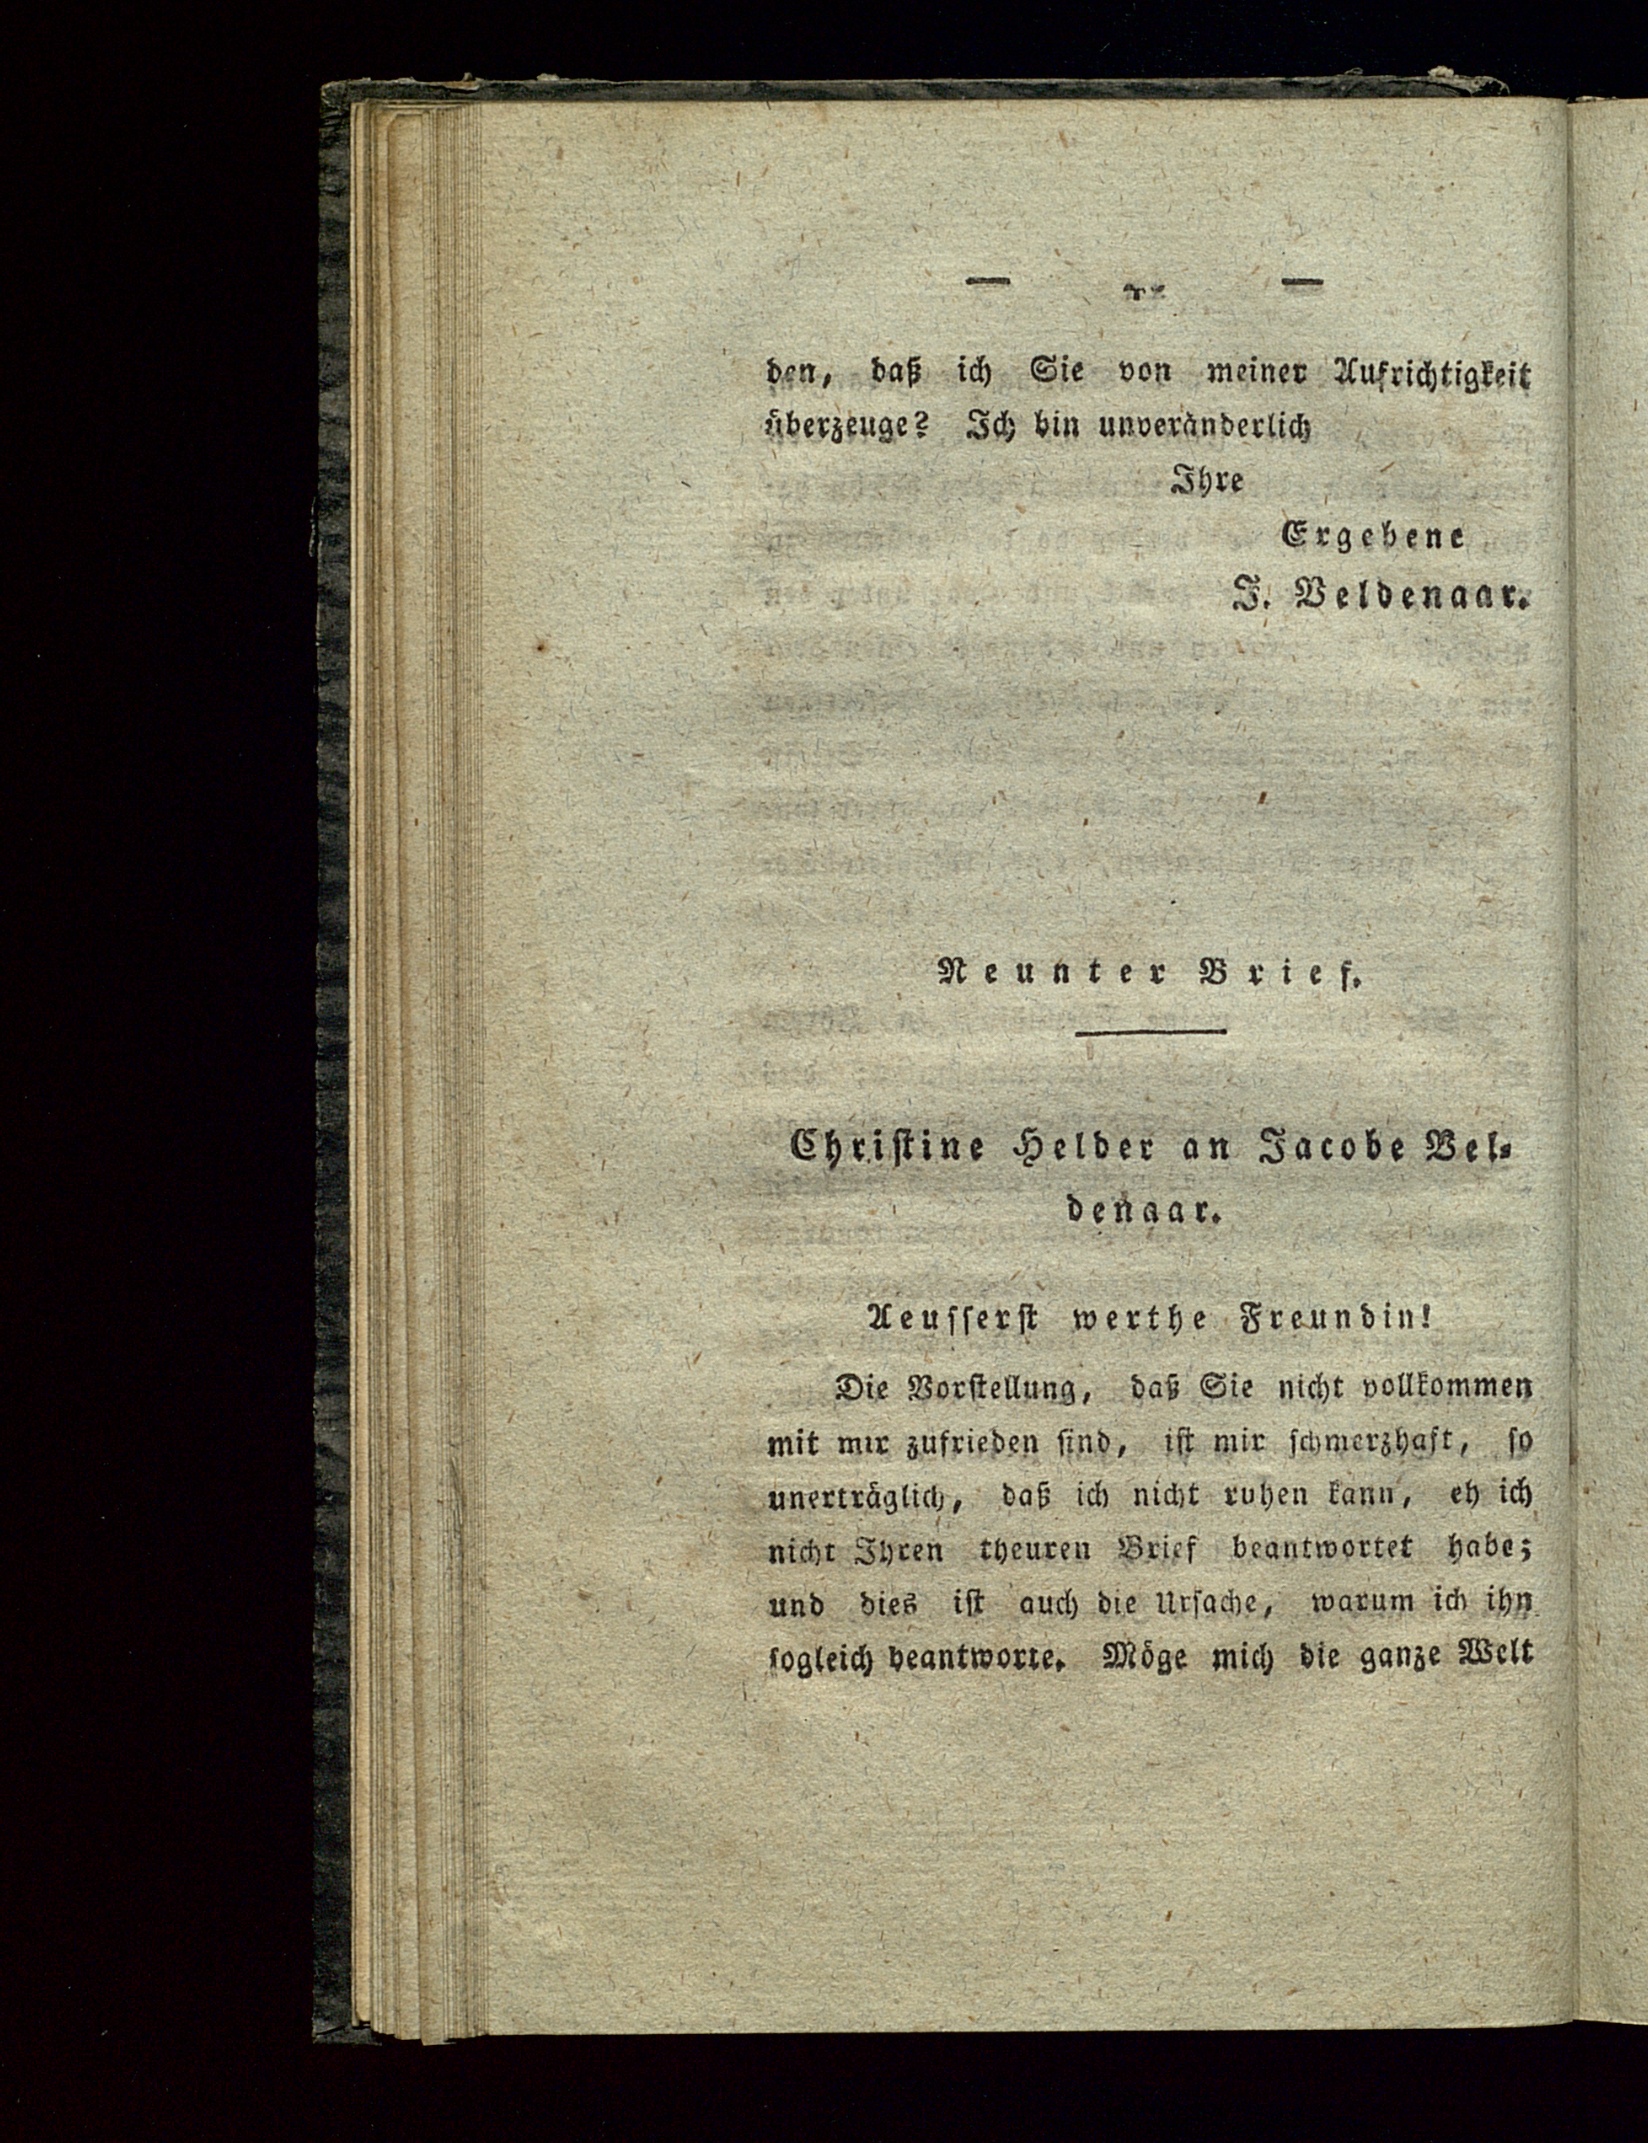 den, daß ich Sie von meiner Aufrichtigkeit
überzeuge? Ich bin unveränderlich
Ihre
Ergebene
J. Veldenaar.
Neunter Brief.
Christine Helder an Jacobe Vel-
denaar.
Aeusserst werthe Freundin!
Die Vorstellung, daß Sie nicht vollkommen
mit mir zufrieden sind, ist mir schmerzhaft, so
unerträglich, daß ich nicht ruhen kann, eh ich
nicht Ihren theuren Brief beantwortet habe;
und dies ist auch die Ursache, warum ich ihn
sogleich beantworte. Möge mich die ganze Welt